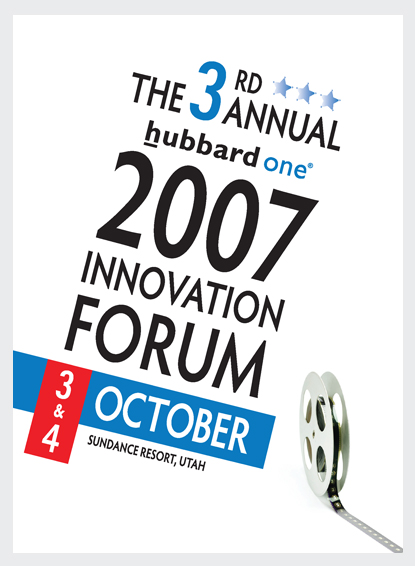 THE 3RD ANNUAL
hubbard one®
2007
INNOVATION
FORUM
3 & 4 OCTOBER
SUNDANCE RESORT, UTAH